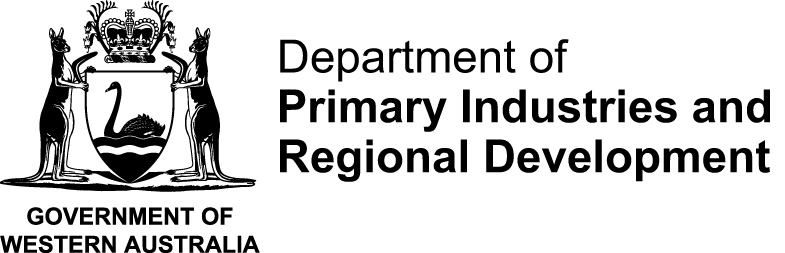 Department of
Primary Industries and
Regional Development
GOVERNMENT OF
WESTERN AUSTRALIA